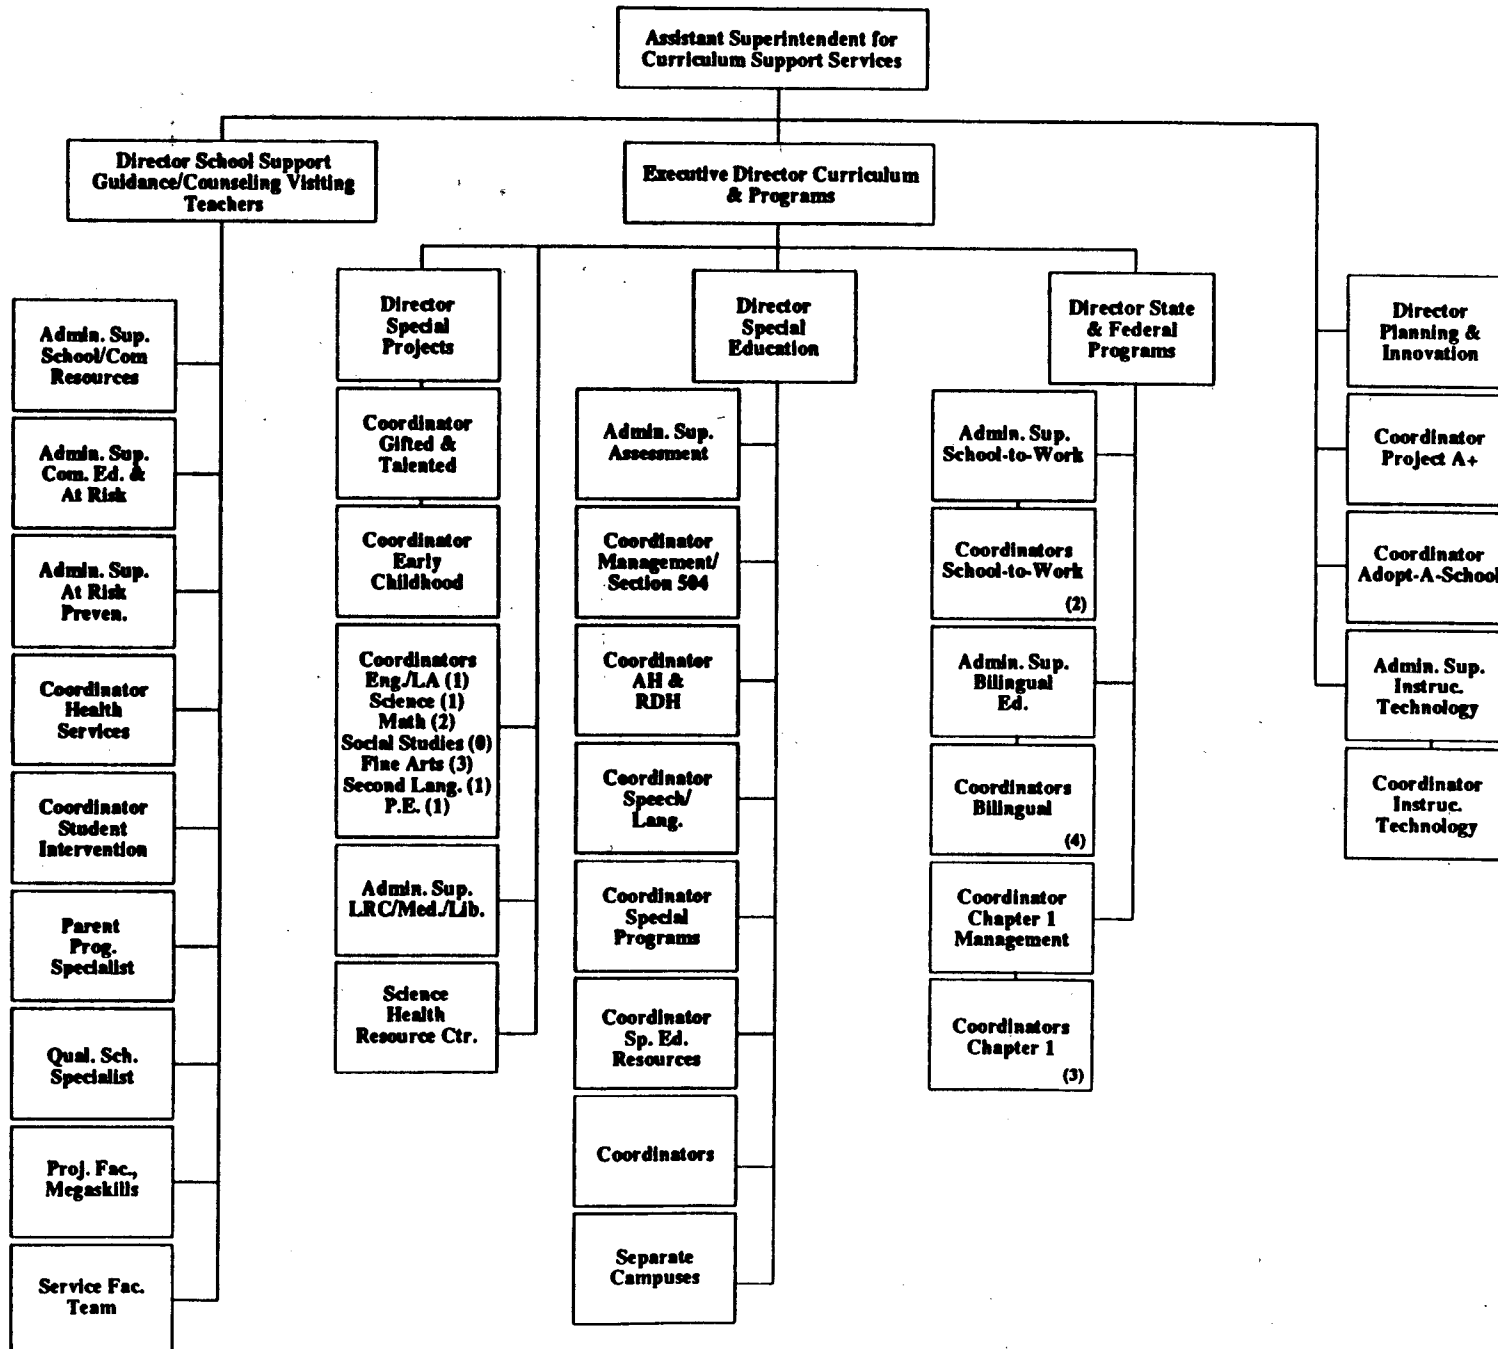 Assistant Superintendent for
Curriculum Support Services
Director School Support
Guidance/Counseling Visiting
Teachers
Executive Director Curriculum
& Programs
Admin. Sup.
School/Com
Resources
Admin. Sup.
Com. Ed. &
At Risk
Admin. Sup.
At Risk
Preven.
Coordinator
Health
Services
Coordinator
Student
Intervention
Parent
Prog.
Specialist
Qual. Sch.
Specialist
Proj. Fac.,
Megaskills
Service Fac.
Team
Director
Special
Projects
Coordinator
Gifted &
Talented
Coordinator
Early
Childhood
Coordinators
Eng./LA (1)
Science (1)
Math (2)
Social Studies (0)
Fine Arts (3)
Second Lang. (1)
P.E. (1)
Admin. Sup.
LRC/Med./Lib.
Science
Health
Resource Ctr.
Director
Special
Education
Admin. Sup.
Assessment
Coordinator
Management/
Section 504
Coordinator
AH &
RDH
Coordinator
Speech/
Lang.
Coordinator
Special
Programs
Coordinator
Sp. Ed.
Resources
Coordinators
Separate
Campuses
Director State
& Federal
Programs
Admin. Sup.
School-to-Work
Coordinators
School-to-Work
(2)
Admin. Sup.
Bilingual
Ed.
Coordinators
Bilingual
(4)
Coordinator
Chapter 1
Management
Coordinators
Chapter 1
(3)
Director
Planning &
Innovation
Coordinator
Project A+
Coordinator
Adopt-A-School
Admin. Sup.
Instruc.
Technology
Coordinator
Instruc.
Technology